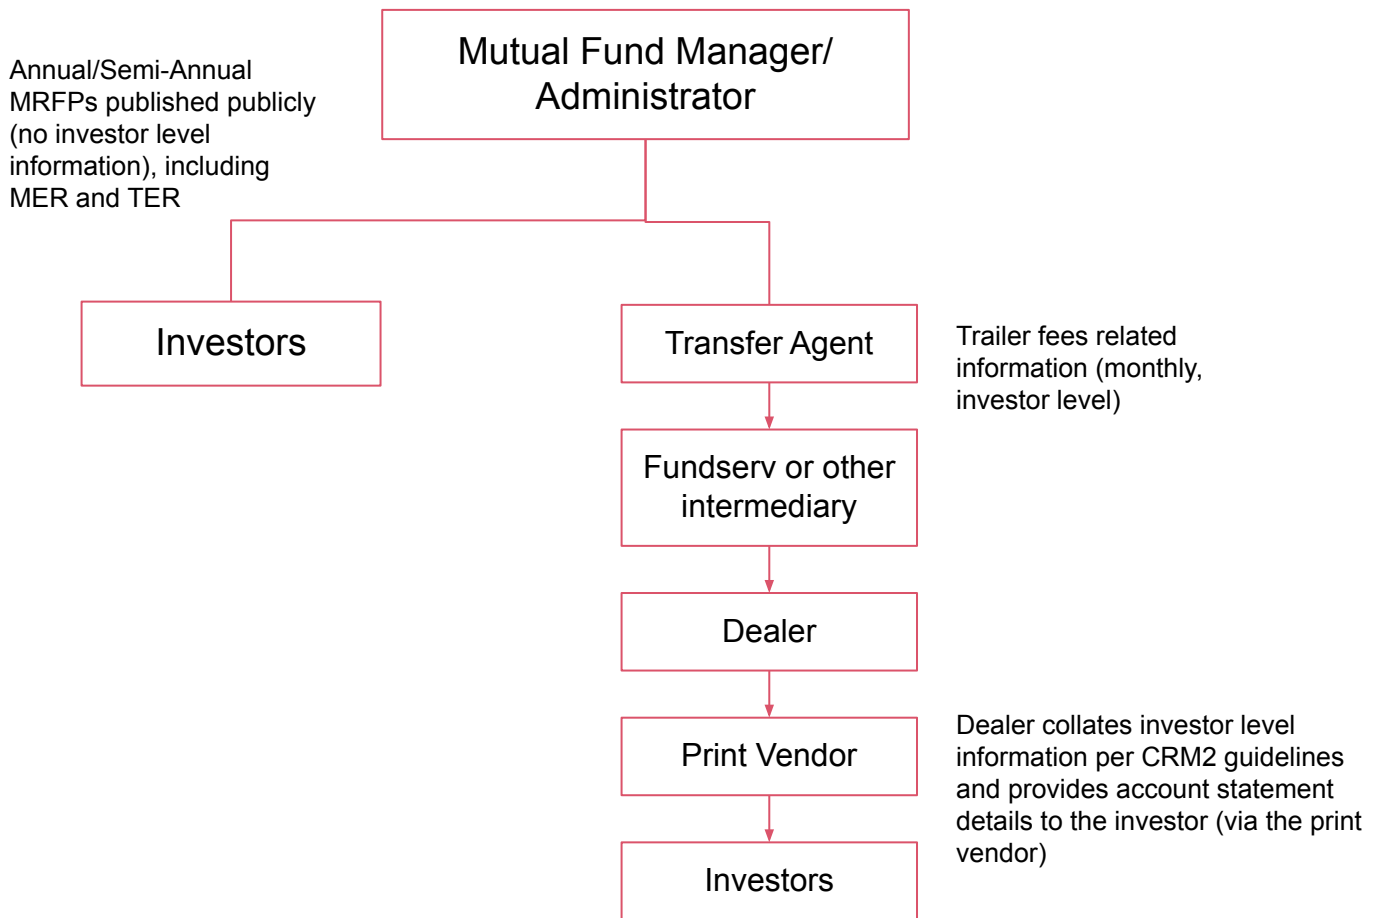 Mutual Fund Manager/
Administrator
Annual/Semi-Annual
MRFPs published publicly
(no investor level
information), including
MER and TER
Investors
Transfer Agent
Trailer fees related
information (monthly,
investor level)
Fundserv or other
intermediary
Dealer
Print Vendor
Dealer collates investor level
information per CRM2 guidelines
and provides account statement
details to the investor (via the print
vendor)
Investors